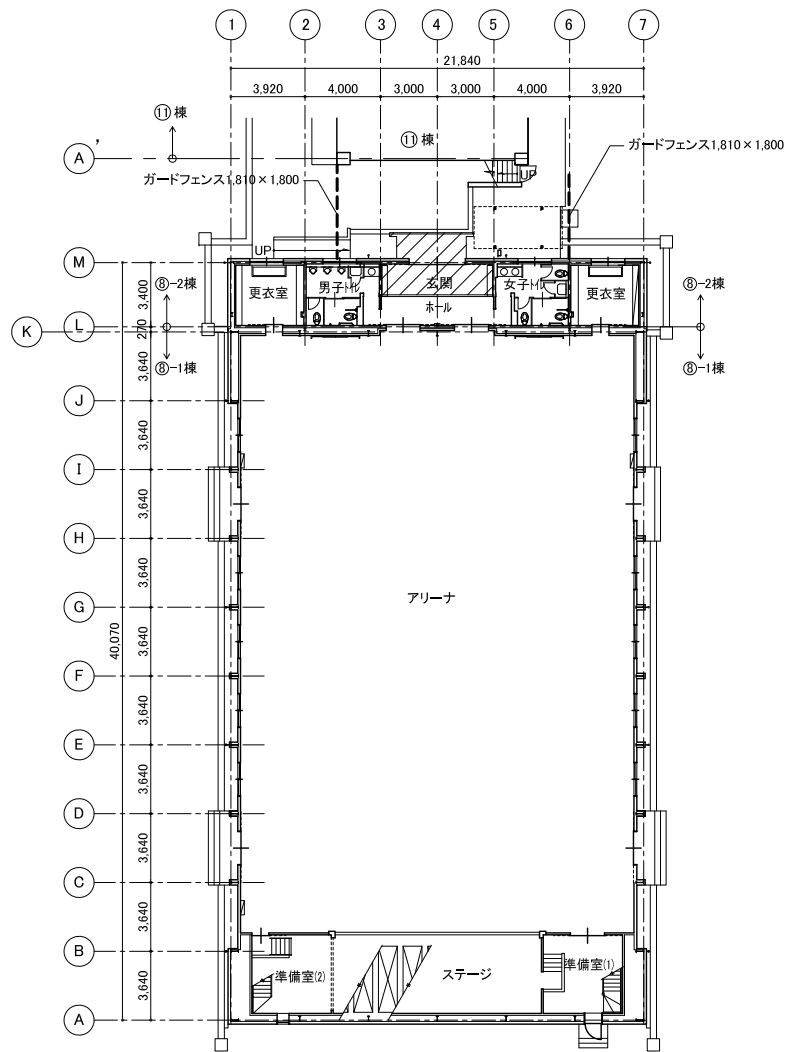 1 2 3 4 5 6 7
21,840
3,920 4,000 3,000 3,000 4,000 3,920
⑪棟
⑪棟
A'
ガードフェンス1,810×1,800
ガードフェンス1,810×1,800
UP
UP
M
⑧-2棟
更衣室
男子トイレ
玄関
ホール
女子トイレ
更衣室
⑧-2棟
3,400
L
K
270
⑧-1棟
⑧-1棟
3,640
J
3,640
I
3,640
H
3,640
アリーナ
G
40,070
3,640
F
3,640
E
3,640
D
3,640
C
3,640
B
準備室(2)
ステージ
準備室(1)
3,640
A